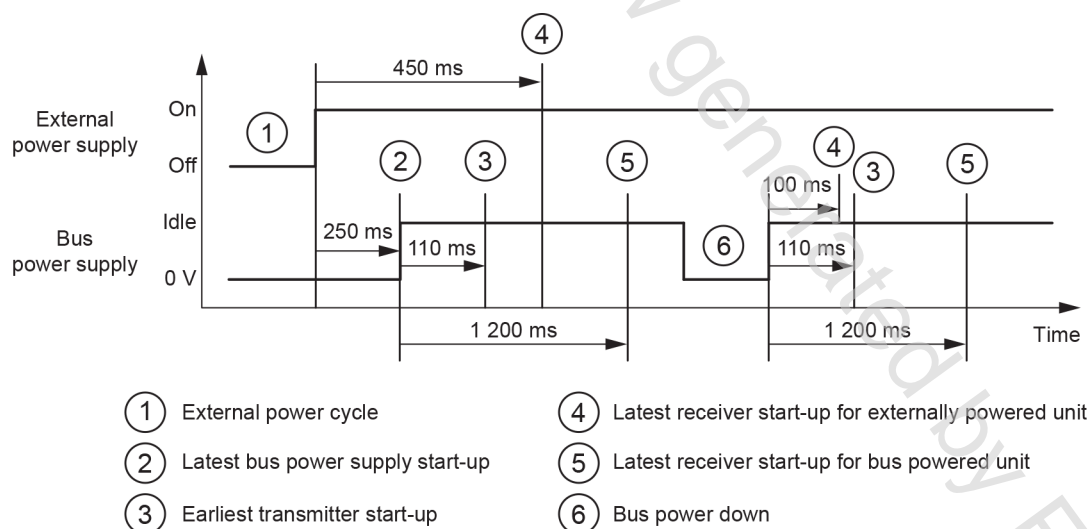 4
450 ms
On
External
power supply
1
Off
2
3
5
4
3
5
100 ms
Idle
Bus
power supply
250 ms
110 ms
6
110 ms
0 V
1 200 ms
1 200 ms
Time
1 External power cycle
4 Latest receiver start-up for externally powered unit
2 Latest bus power supply start-up
5 Latest receiver start-up for bus powered unit
3 Earliest transmitter start-up
6 Bus power down
generated by